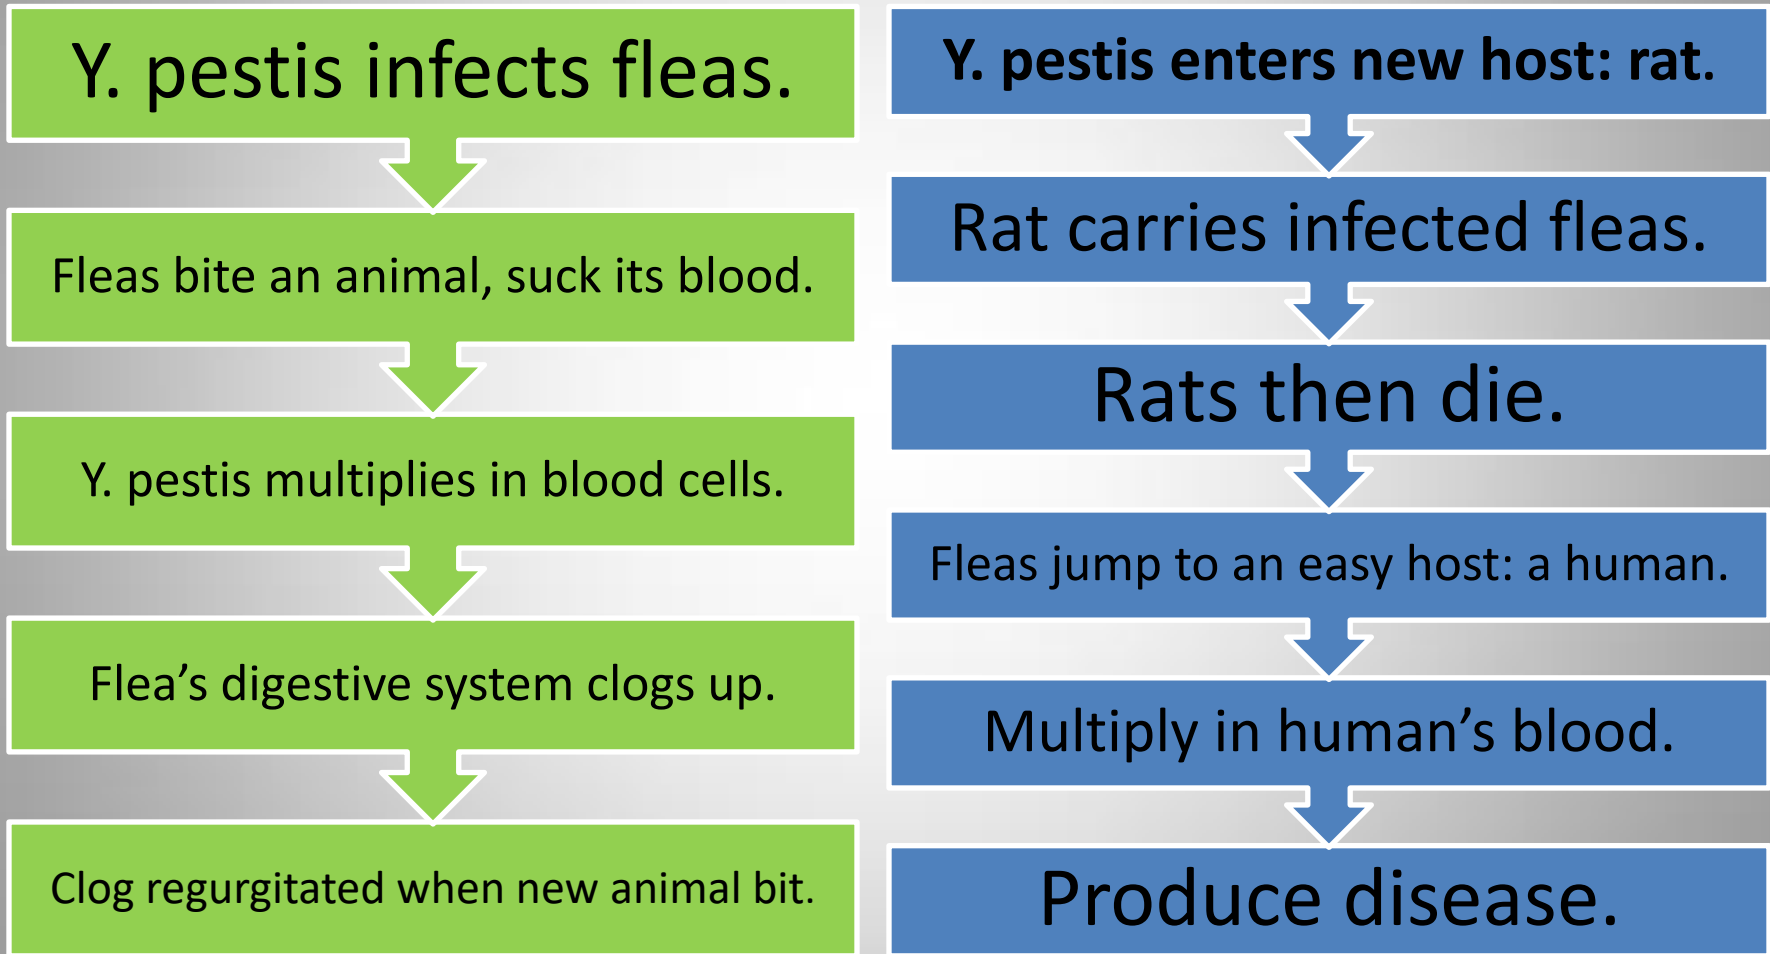 Y. pestis infects fleas.
Fleas bite an animal, suck its blood.
Y. pestis multiplies in blood cells.
Flea’s digestive system clogs up.
Clog regurgitated when new animal bit.
Y. pestis enters new host: rat.
Rat carries infected fleas.
Rats then die.
Fleas jump to an easy host: a human.
Multiply in human’s blood.
Produce disease.